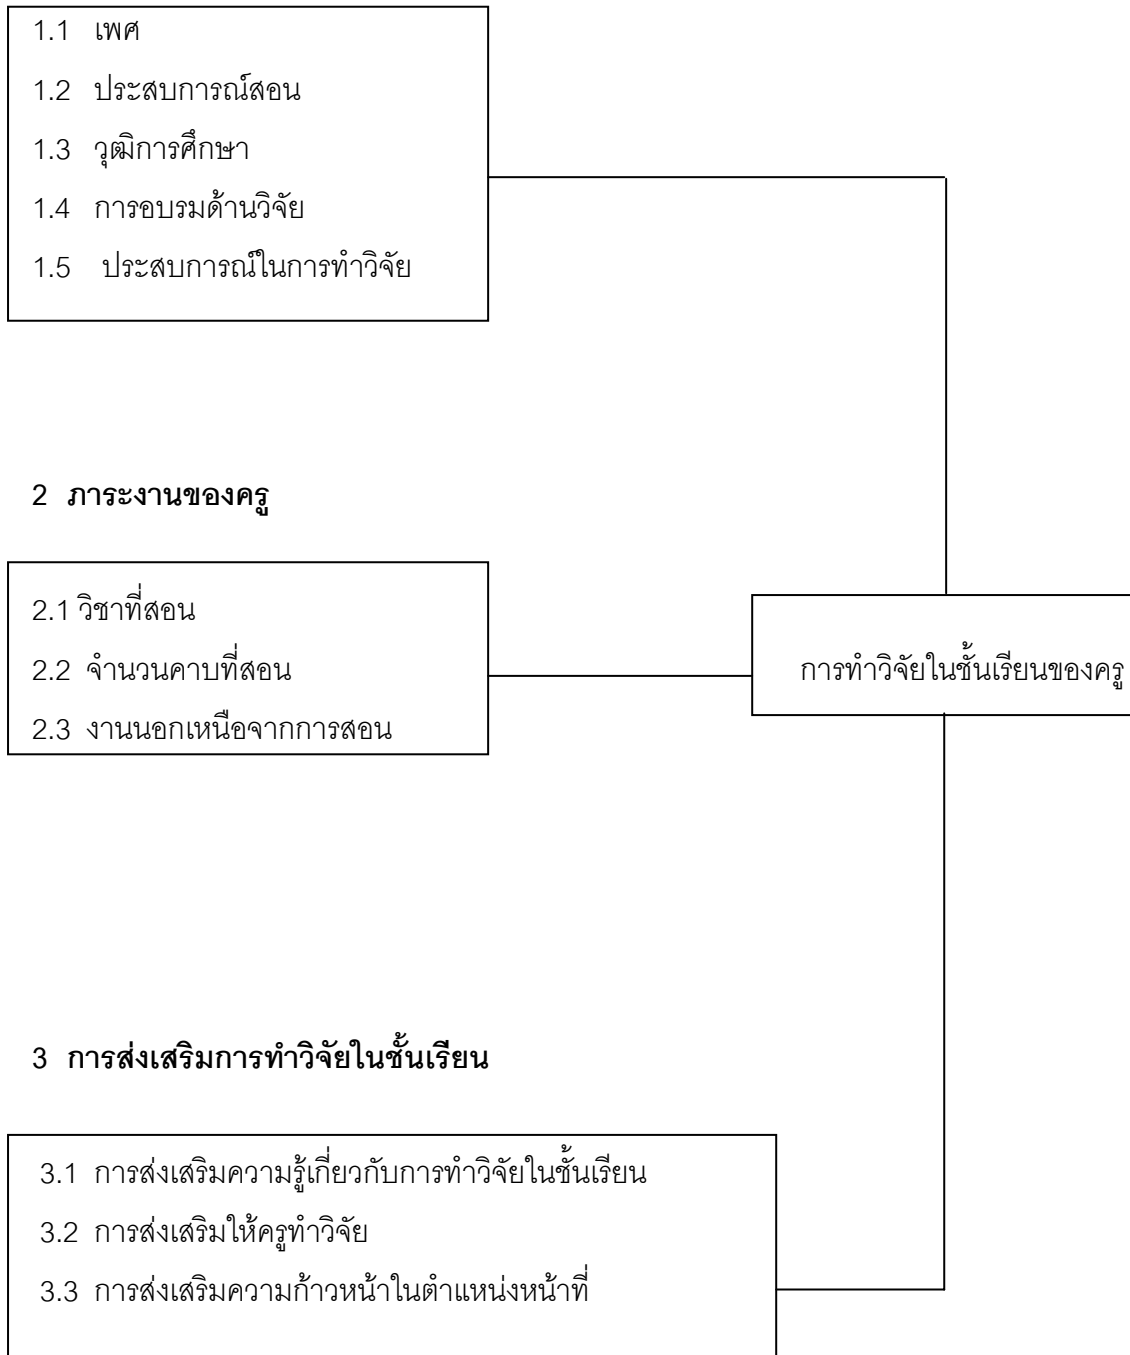 1.1 เพศ
1.2 ประสบการณ์สอน
1.3 วุฒิการศึกษา
1.4 การอบรมด้านวิจัย
1.5 ประสบการณ์ในการทำวิจัย
2 ภาระงานของครู
2.1 วิชาที่สอน
2.2 จำนวนคาบที่สอน
2.3 งานนอกเหนือจากการสอน
การทำวิจัยในชั้นเรียนของครู
3 การส่งเสริมการทำวิจัยในชั้นเรียน
3.1 การส่งเสริมความรู้เกี่ยวกับการทำวิจัยในชั้นเรียน
3.2 การส่งเสริมให้ครูทำวิจัย
3.3 การส่งเสริมความก้าวหน้าในตำแหน่งหน้าที่